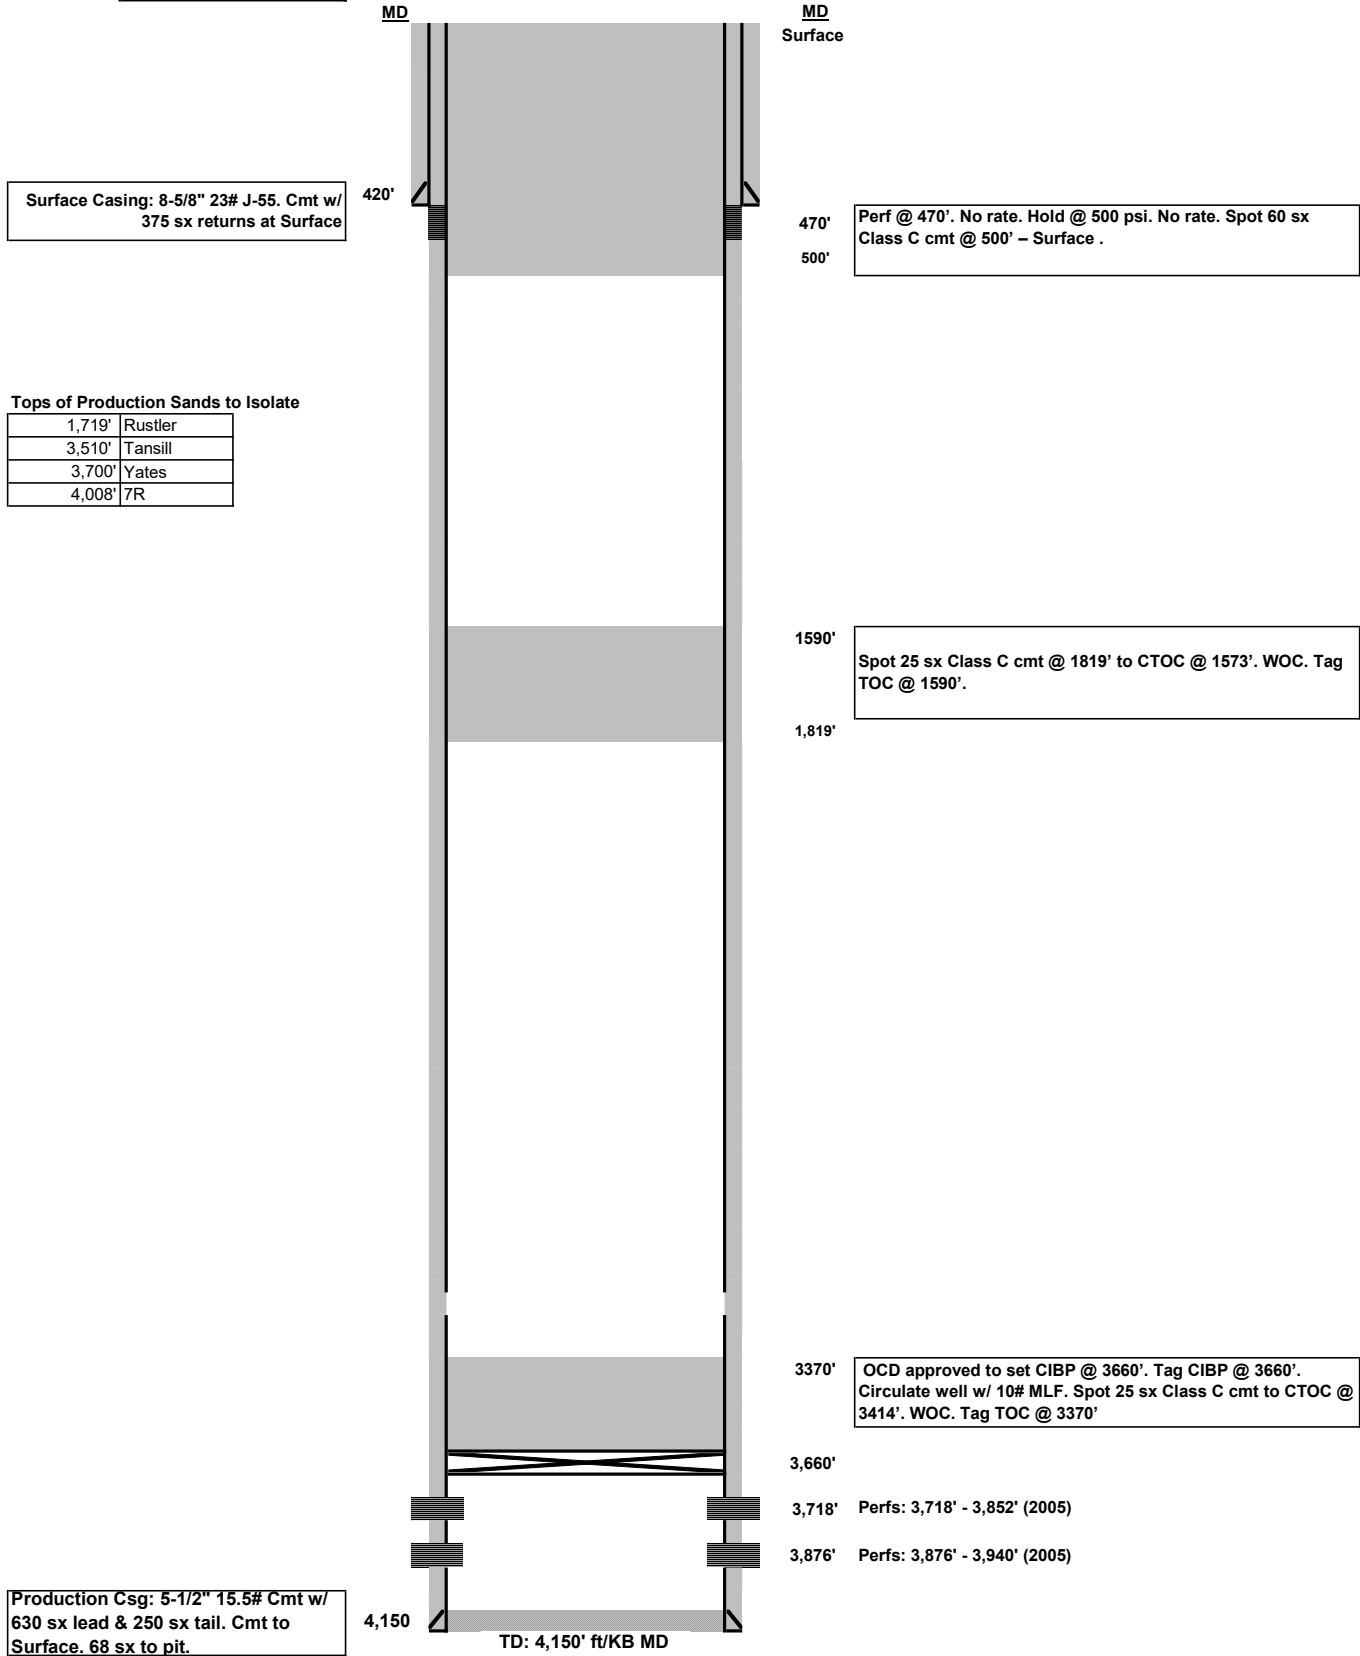 MD
MD
Surface
Surface Casing: 8-5/8" 23# J-55. Cmt w/
375 sx returns at Surface
420'
470'
500'
Perf @ 470’. No rate. Hold @ 500 psi. No rate. Spot 60 sx
Class C cmt @ 500’ – Surface .
Tops of Production Sands to Isolate
1,719' Rustler
3,510' Tansill
3,700' Yates
4,008' 7R
1590'
Spot 25 sx Class C cmt @ 1819’ to CTOC @ 1573’. WOC. Tag
TOC @ 1590’.
1,819'
3370'
OCD approved to set CIBP @ 3660’. Tag CIBP @ 3660’.
Circulate well w/ 10# MLF. Spot 25 sx Class C cmt to CTOC @
3414’. WOC. Tag TOC @ 3370’
3,660'
3,718' Perfs: 3,718' - 3,852' (2005)
3,876' Perfs: 3,876' - 3,940' (2005)
Production Csg: 5-1/2" 15.5# Cmt w/
630 sx lead & 250 sx tail. Cmt to
Surface. 68 sx to pit.
4,150
TD: 4,150' ft/KB MD